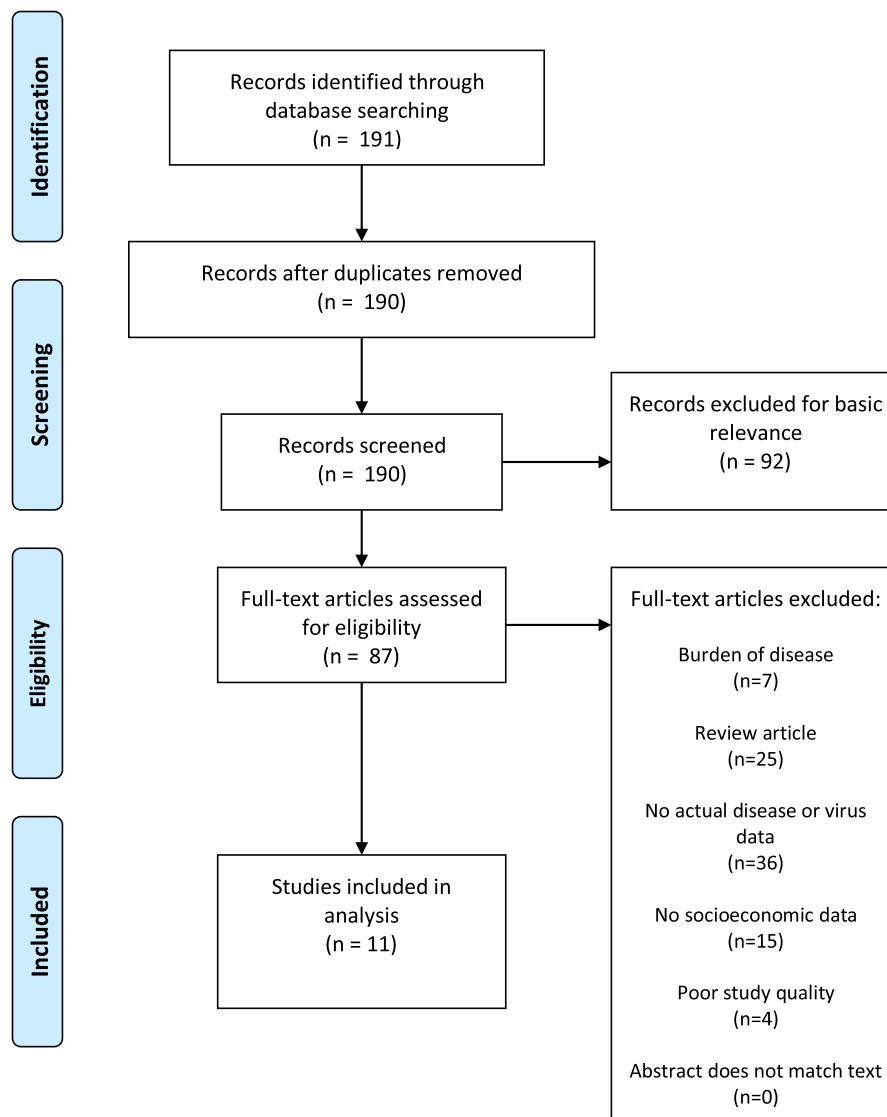 Identification
Records identified through
database searching
(n =  191)
Records after duplicates removed
(n =  190)
Screening
Records screened
(n =  190)
Records excluded for basic
relevance
(n = 92)
Eligibility
Full-text articles assessed
for eligibility
(n =  87)
Full-text articles excluded:
Burden of disease
(n=7)
Review article
(n=25)
No actual disease or virus
data
(n=36)
No socioeconomic data
(n=15)
Poor study quality
(n=4)
Abstract does not match text
(n=0)
Included
Studies included in
analysis
(n = 11)